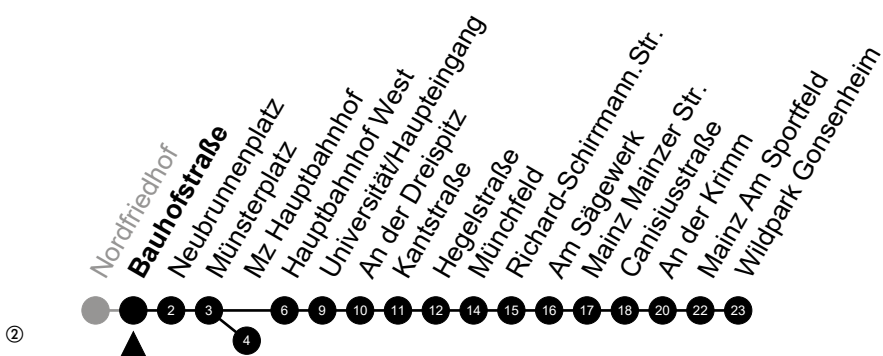 Nordfriedhof
Bauhofstraße
Neubrunnenplatz
Münsterplatz
Mz Hauptbahnhof
Hauptbahnhof West
Universität/Haupteingang
An der Dreispitz
Kantstraße
Hegelstraße
Münchfeld
Richard-Schirrmann.Str.
Am Sägewerk
Mainz Mainzer Str.
Canisiusstraße
An der Krimm
Mainz Am Sportfeld
Wildpark Gonsenheim
2 3 6 9 10 11 12 14 15 16 17 18 20 22 23
② 4